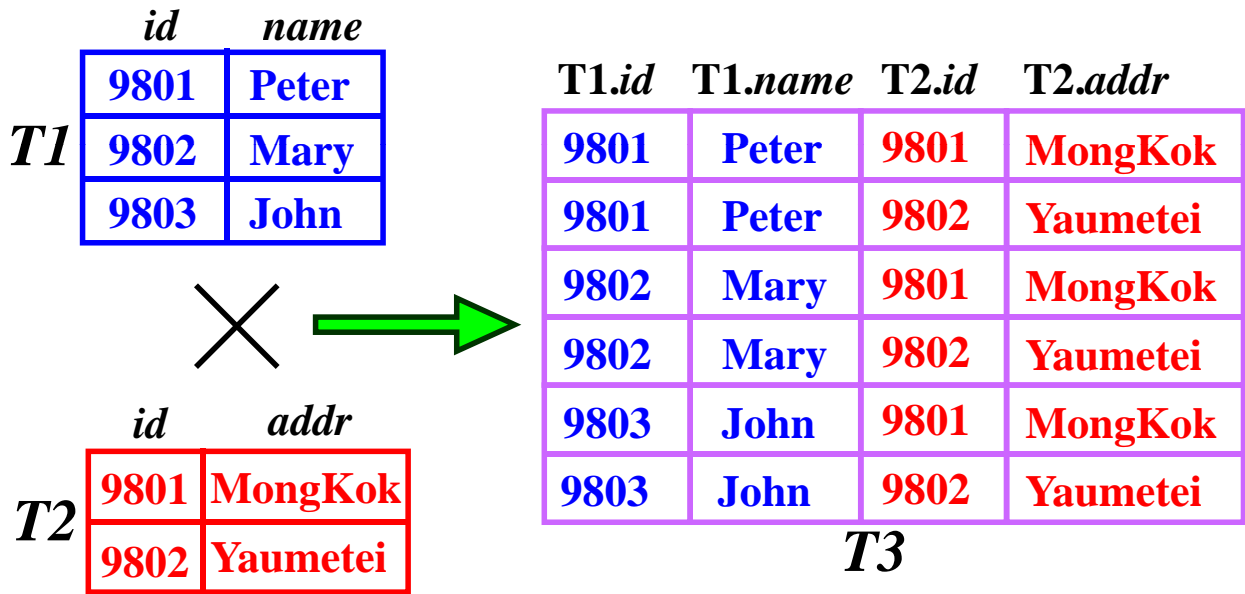 id name
9801 Peter
T1 9802 Mary
9803 John
id addr
9801 MongKok
T2
9802 Yaumetei
T1.id T1.name T2.id T2.addr
9801 Peter 9801 MongKok
9801 Peter 9802 Yaumetei
9802 Mary 9801 MongKok
9802 Mary 9802 Yaumetei
9803 John 9801 MongKok
9803 John 9802 Yaumetei
T3